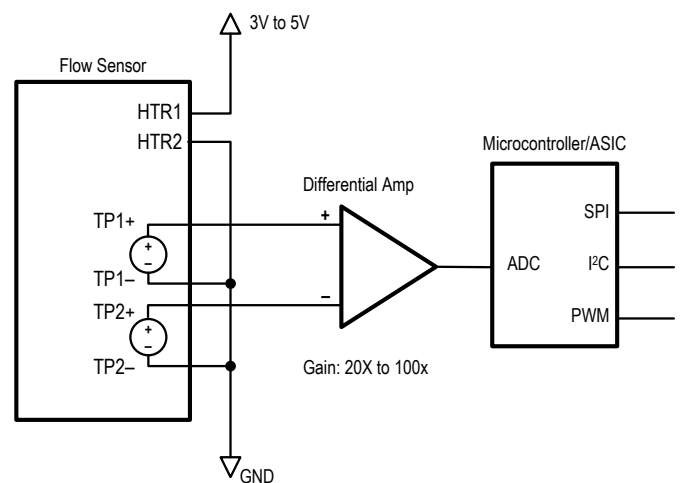 3V to 5V
Flow Sensor
HTR1
HTR2
Microcontroller/ASIC
Differential Amp
SPI
TP1+
+
+
–
ADC
I²C
TP1–
TP2+
–
+
–
PWM
TP2–
Gain: 20X to 100x
GND